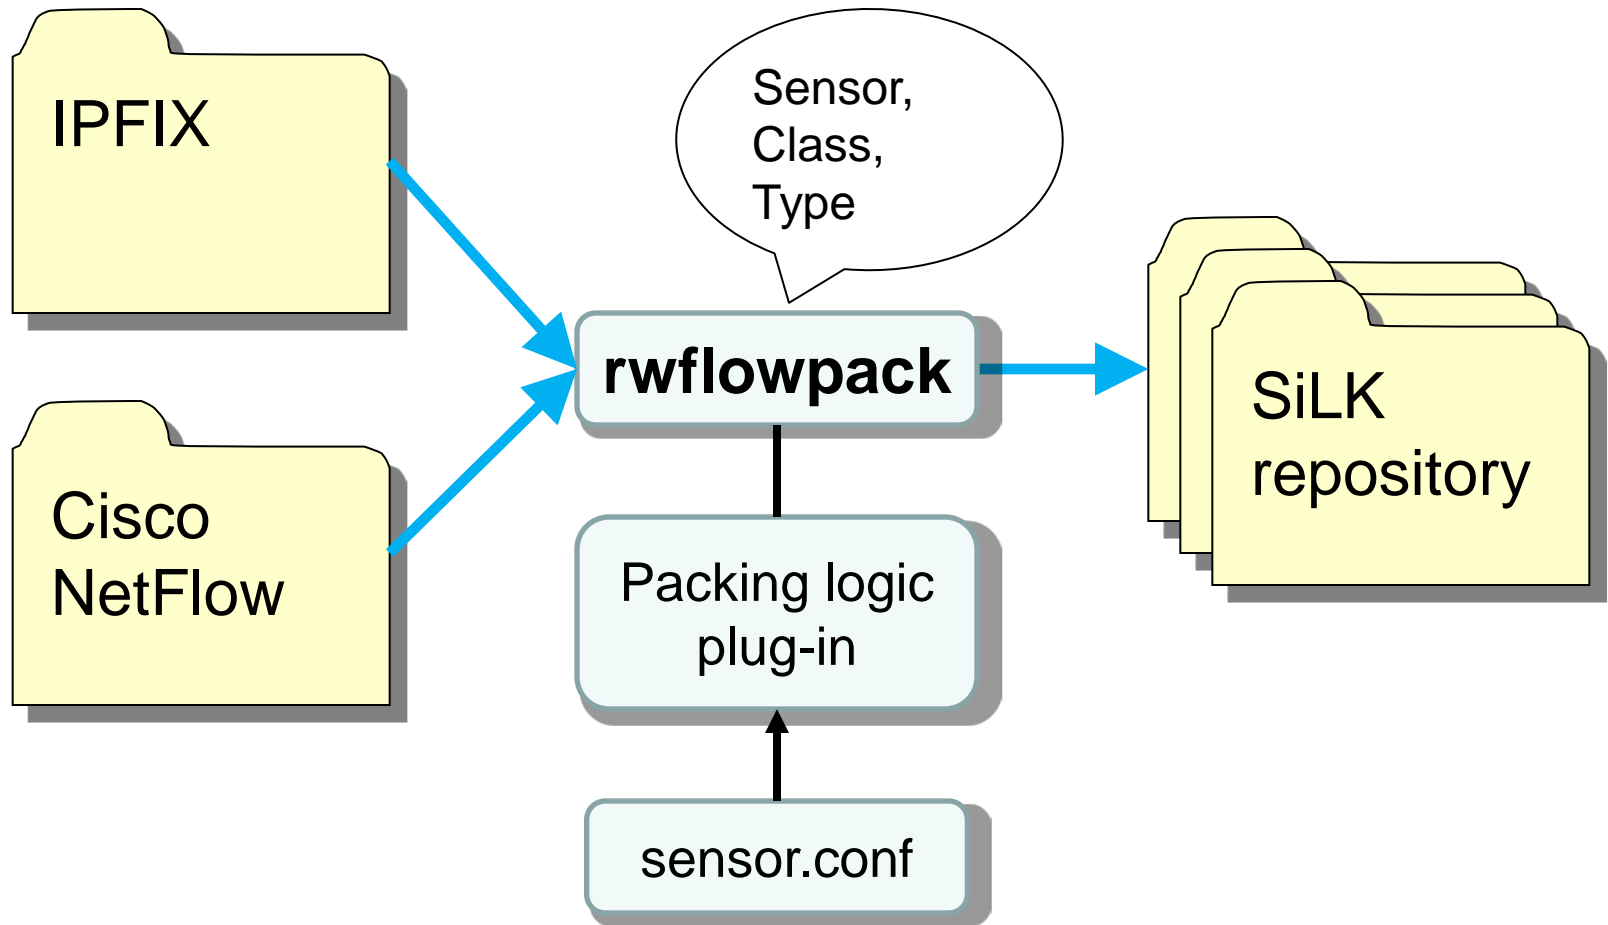 IPFIX
Sensor,
Class,
Type
rwflowpack
SiLK
repository
Cisco
NetFlow
Packing logic
plug-in
sensor.conf